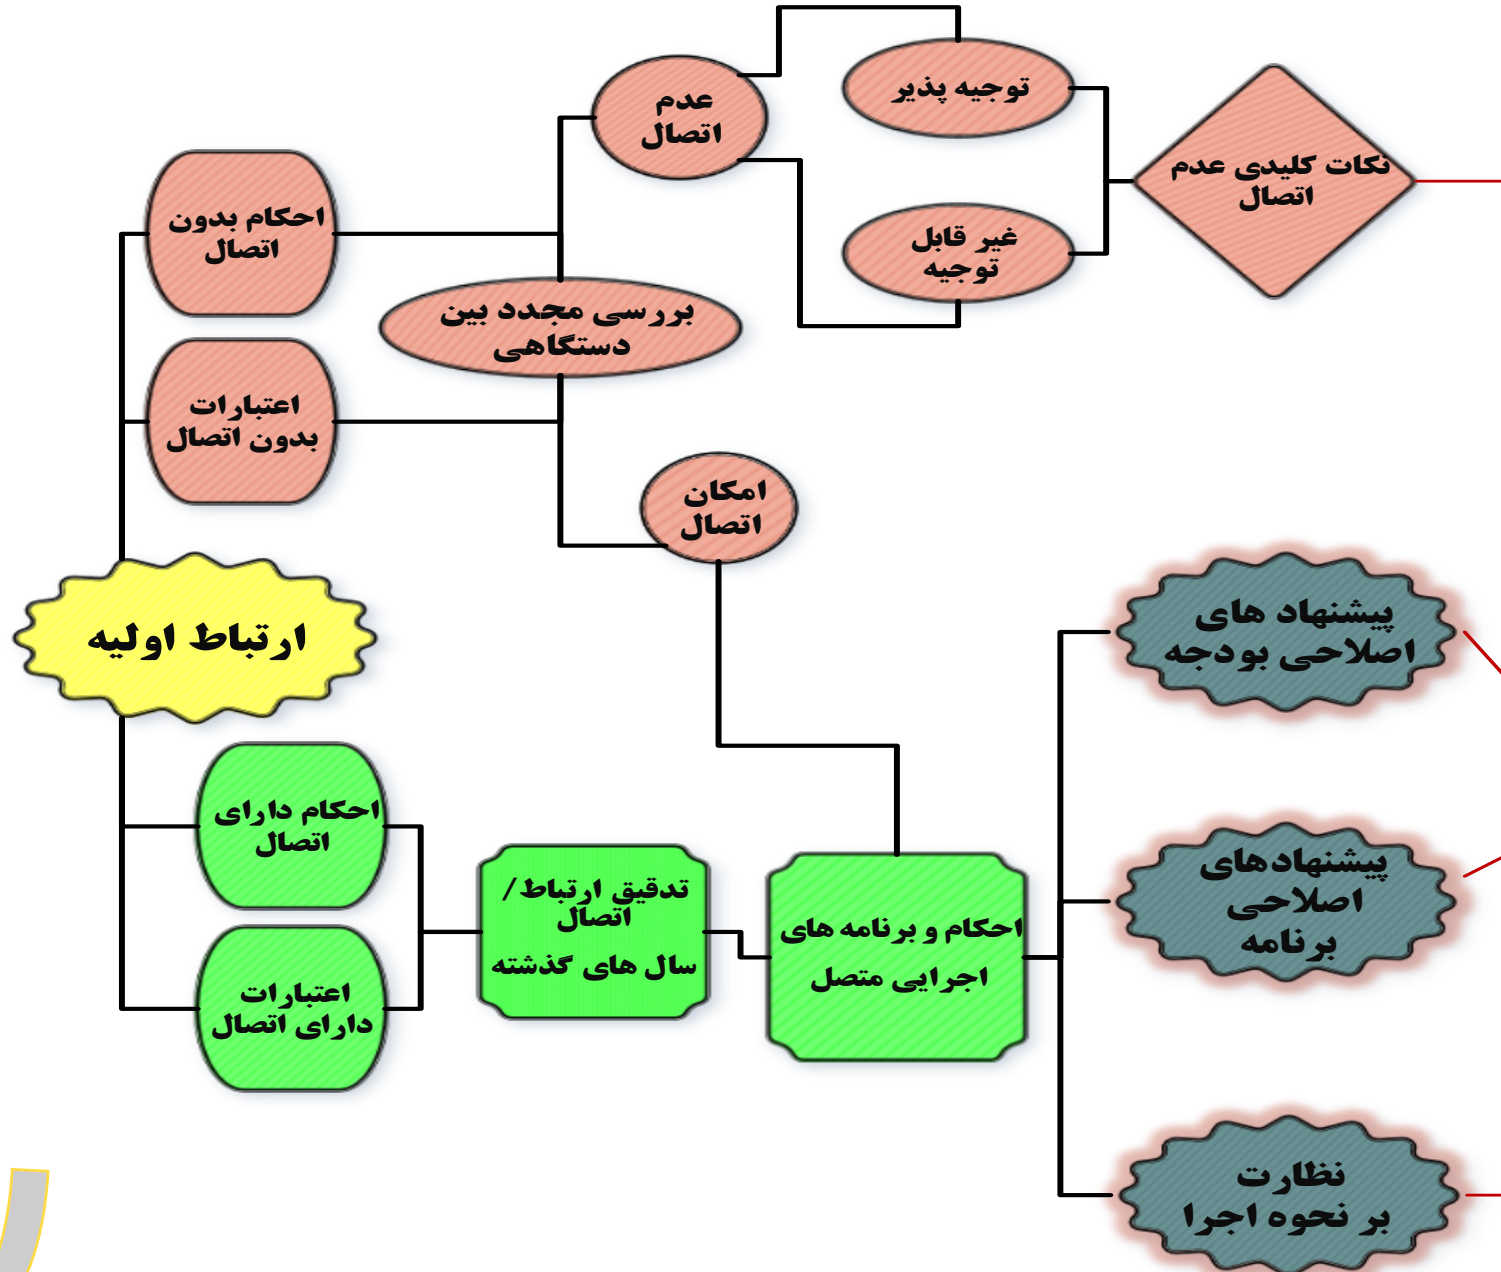 عدم
اتصال
توجیه پذیر
نکات کلیدی عدم
اتصال
غیر قابل
توجیه
احکام بدون
اتصال
بررسی مجدد بین
دستگاهی
اعتبارات
بدون اتصال
امکان
اتصال
ارتباط اولیه
پیشنهاد های
اصلاحی بودجه
احکام دارای
اتصال
تدقیق ارتباط/
اتصال
سال های گذشته
احکام و برنامه های
اجرایی متصل
پیشنهادهای
اصلاحی
برنامه
اعتبارات
دارای اتصال
نظارت
بر نحوه اجرا